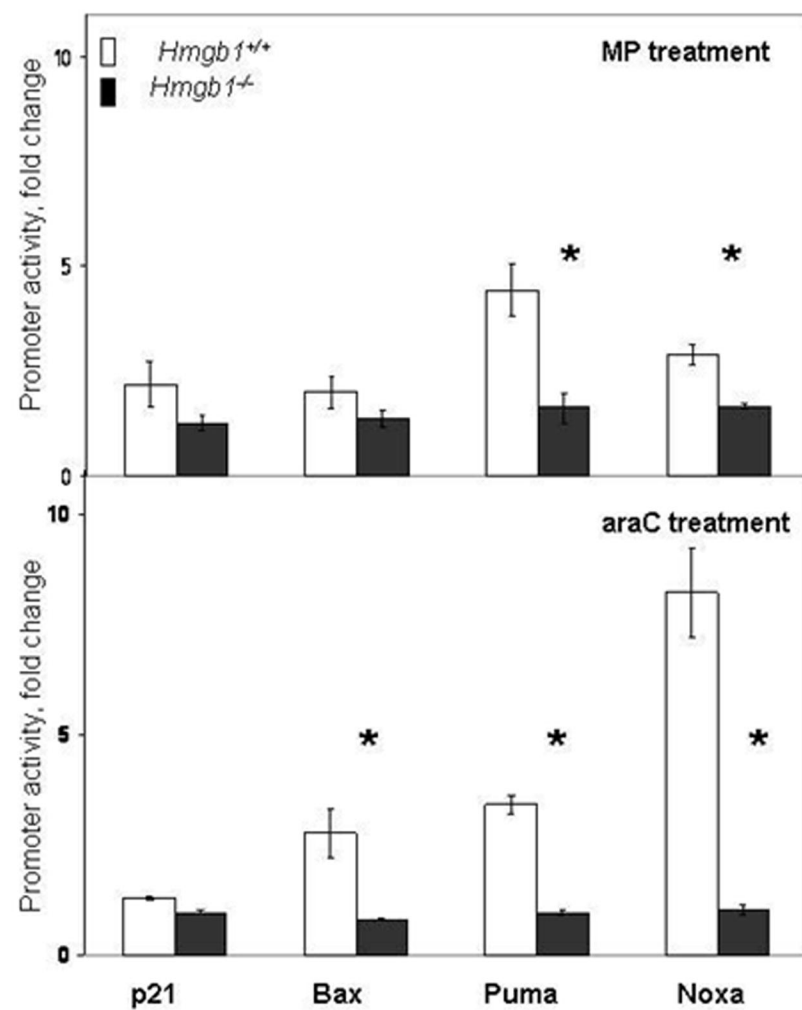 Hmgb1+/+
Hmgb1-/-
MP treatment
Promoter activity, fold change
10
5
*
*
0
araC treatment
Promoter activity, fold change
10
5
*
*
*
0
p21
Bax
Puma
Noxa